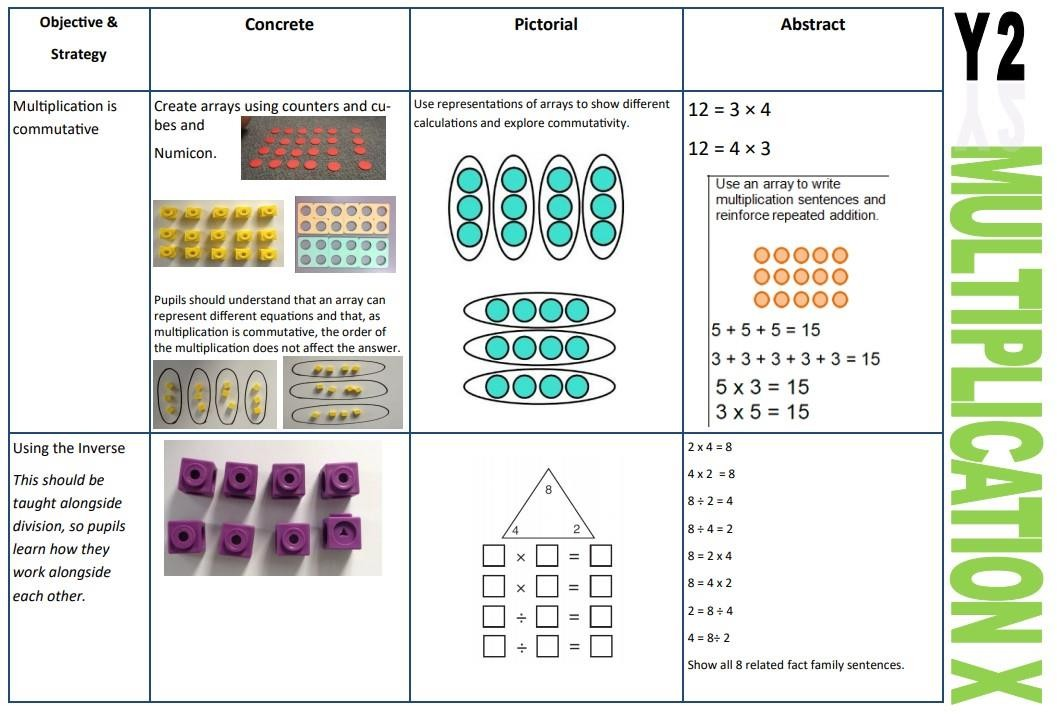 Objective &
Strategy
Concrete
Pictorial
Abstract
Multiplication is
commutative
Create arrays using counters and cu-
bes and
Numicon.
Pupils should understand that an array can
represent different equations and that, as
multiplication is commutative, the order of
the multiplication does not affect the answer.
Use representations of arrays to show different
calculations and explore commutativity.
12 = 3 × 4
12 = 4 × 3
Use an array to write
multiplication sentences and
reinforce repeated addition.
5 + 5 + 5 = 15
3 + 3 + 3 + 3 + 3 = 15
5 x 3 = 15
3 x 5 = 15
Using the Inverse
This should be
taught alongside
division, so pupils
learn how they
work alongside
each other.
8
4 2
× =
× =
÷ =
÷ =
2 x 4 = 8
4 x 2 = 8
8 ÷ 2 = 4
8 ÷ 4 = 2
8 = 2 x 4
8 = 4 x 2
2 = 8 ÷ 4
4 = 8÷ 2
Show all 8 related fact family sentences.
Y2
MULTIPLICATION X